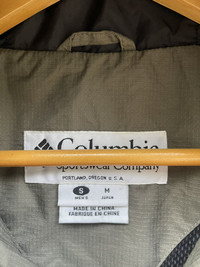 Columbia
Sportswear Company
PORTLAND, OREGON U.S.A.
S M
MEN'S JAPAN
MADE IN CHINA
FABRIQUÉ EN CHINE